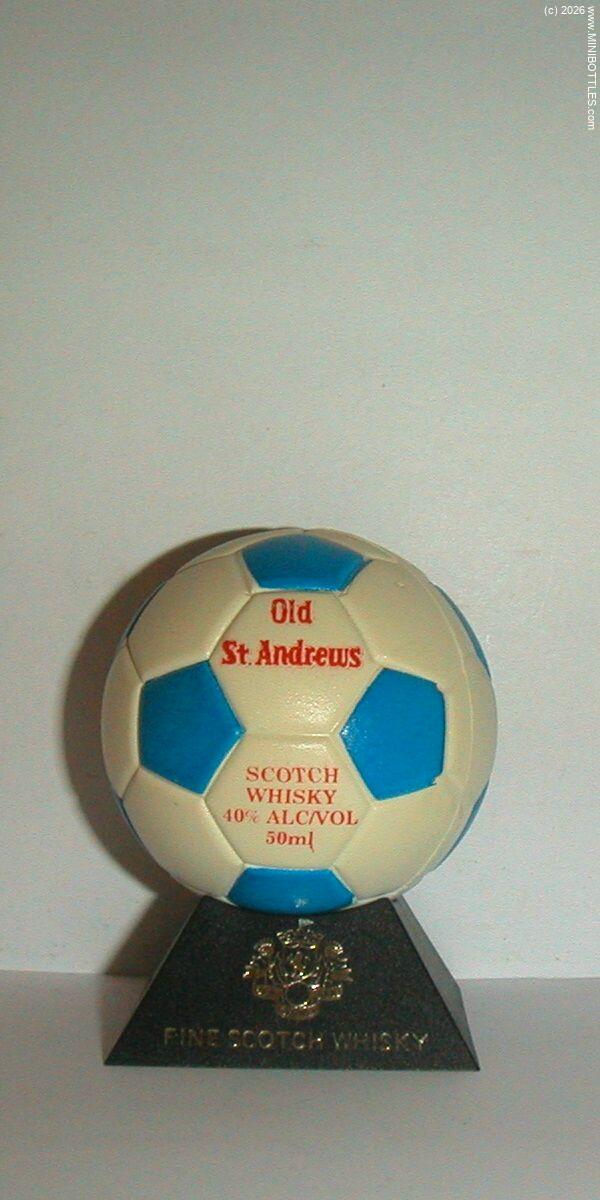 (c) 2026 www.MINIBOTTLES.com
Old
St. Andrews
SCOTCH
WHISKY
40% ALC/VOL
50ml
FINE SCOTCH WHISKY